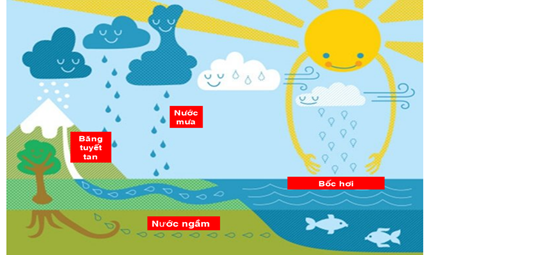 Nước
mưa
Băng
tuyết
tan
Bốc hơi
Nước ngầm